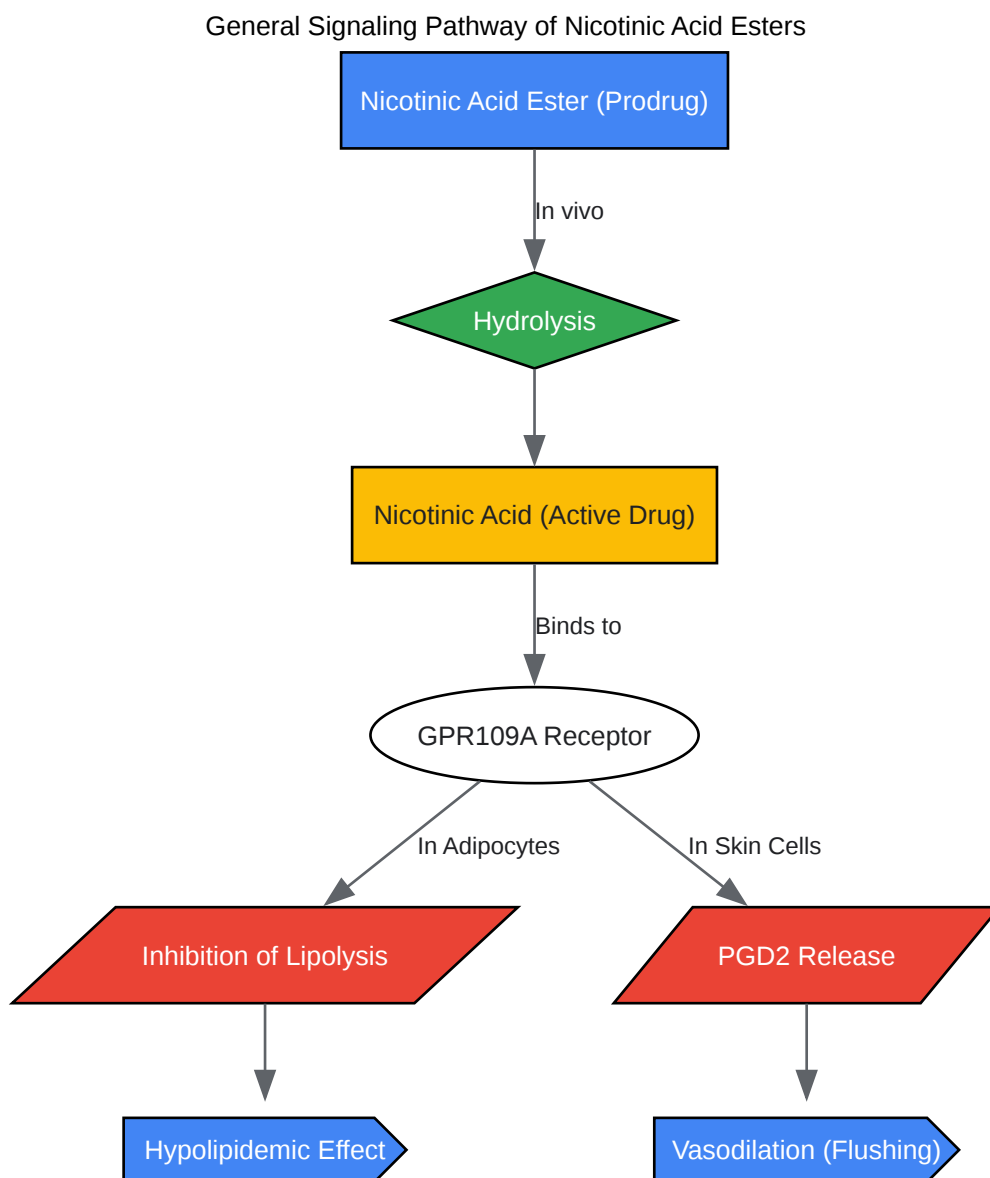 General Signaling Pathway of Nicotinic Acid Esters
Nicotinic Acid Ester (Prodrug)
In vivo
Hydrolysis
Nicotinic Acid (Active Drug)
Binds to
GPR109A Receptor
In Adipocytes
In Skin Cells
Inhibition of Lipolysis
PGD2 Release
Hypolipidemic Effect
Vasodilation (Flushing)